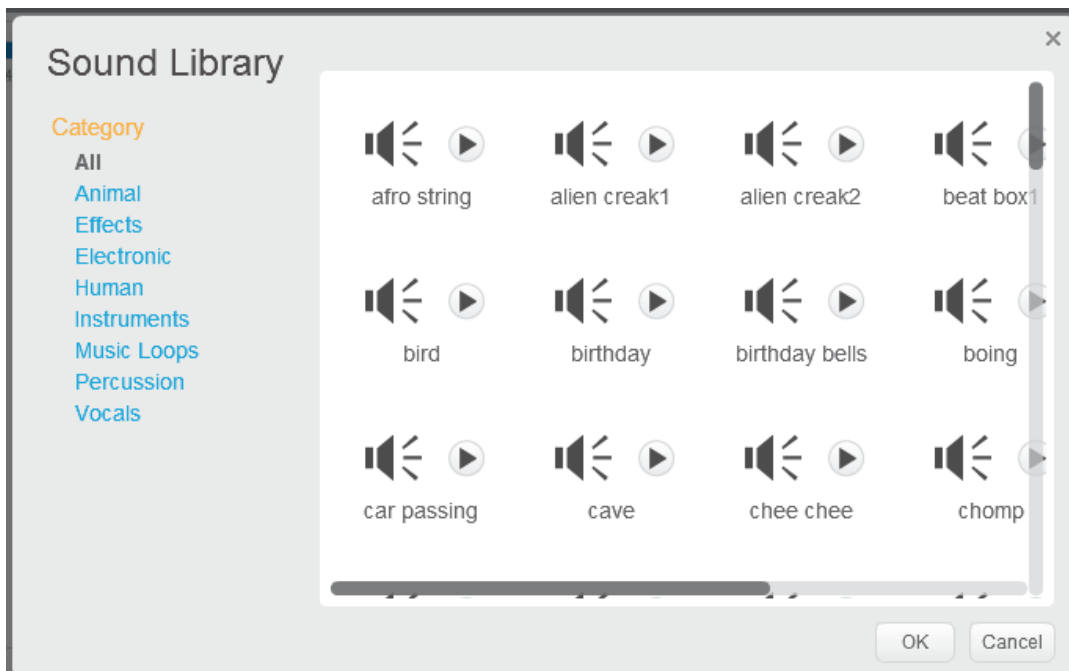 Sound Library
Category
All
Animal
Effects
Electronic
Human
Instruments
Music Loops
Percussion
Vocals
afro string alien creak1 alien creak2 beat box1
bird birthday birthday bells boing
car passing cave chee chee chomp
OK Cancel